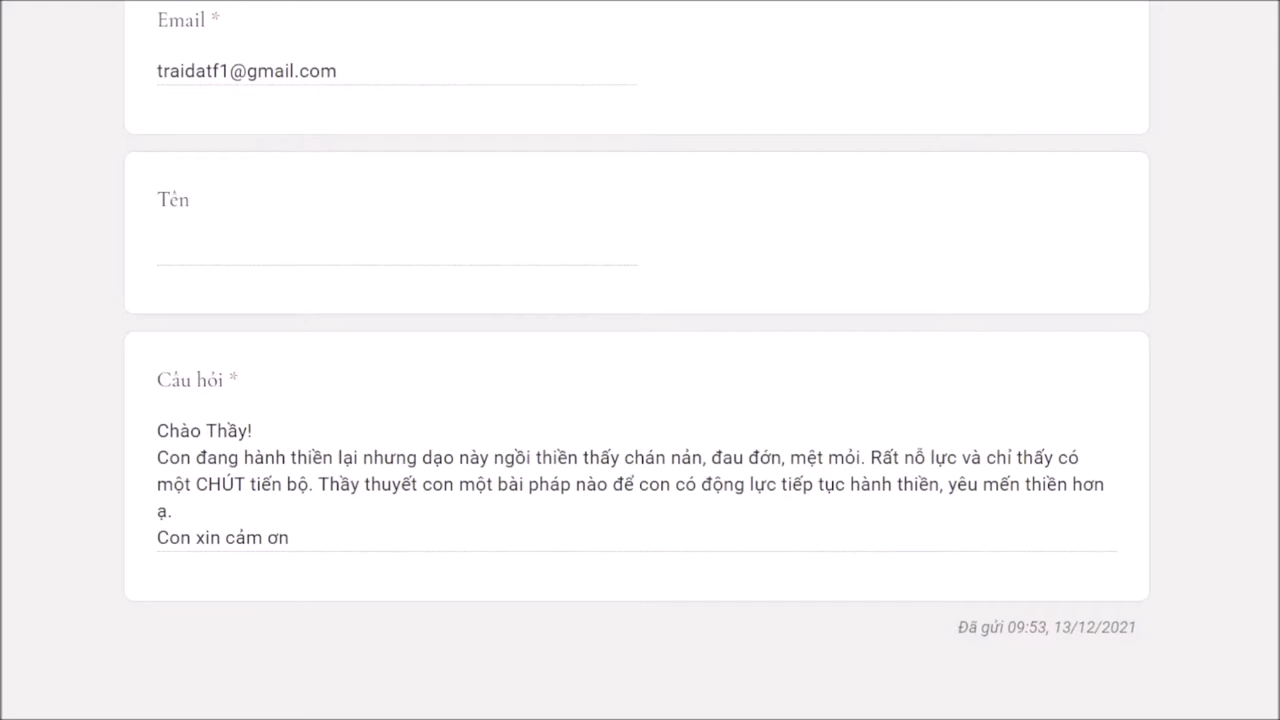 Email *
traidatf1@gmail.com
Tên
Câu hỏi *
Chào Thầy!
Con đang hành thiền lại nhưng dạo này ngồi thiền thấy chán nản, đau đớn, mệt mỏi. Rất nỗ lực và chỉ thấy có
một CHÚT tiến bộ. Thầy thuyết con một bài pháp nào để con có động lực tiếp tục hành thiền, yêu mến thiền hơn
ạ.
Con xin cảm ơn
Đã gửi 09:53, 13/12/2021